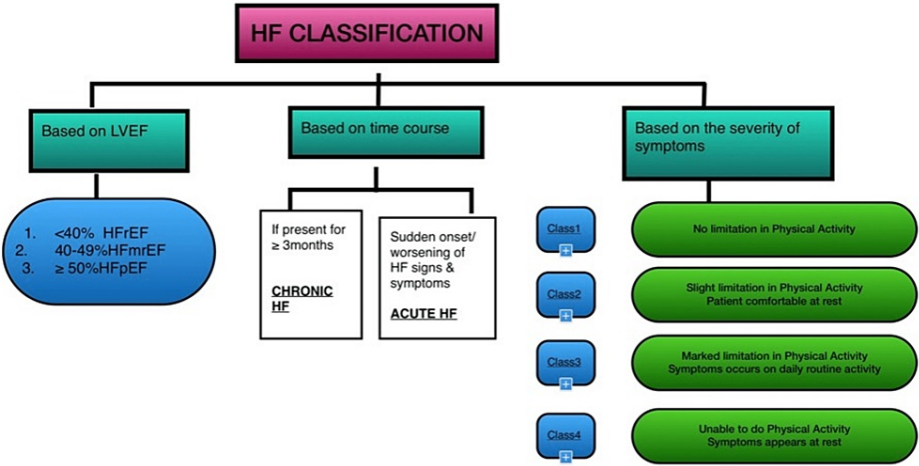 HF CLASSIFICATION
Based on LVEF
1. <40% HFrEF
2. 40-49%HFmrEF
3. ≥ 50%HFpEF
Based on time course
If present for
≥ 3months
CHRONIC
HF
Sudden onset/
worsening of
HF signs &
symptoms
ACUTE HF
Based on the severity of
symptoms
Class1
No limitation in Physical Activity
Class2
Slight limitation in Physical Activity
Patient comfortable at rest
Class3
Marked limitation in Physical Activity
Symptoms occurs on daily routine activity
Class4
Unable to do Physical Activity
Symptoms appears at rest